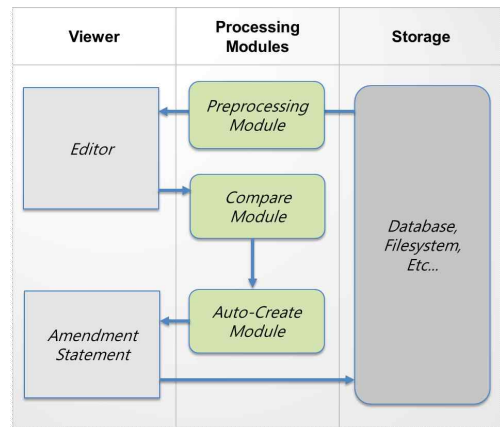 Viewer
Processing
Modules
Storage
Preprocessing
Module
Editor
Compare
Module
Database,
Filesystem,
Etc...
Auto-Create
Module
Amendment
Statement